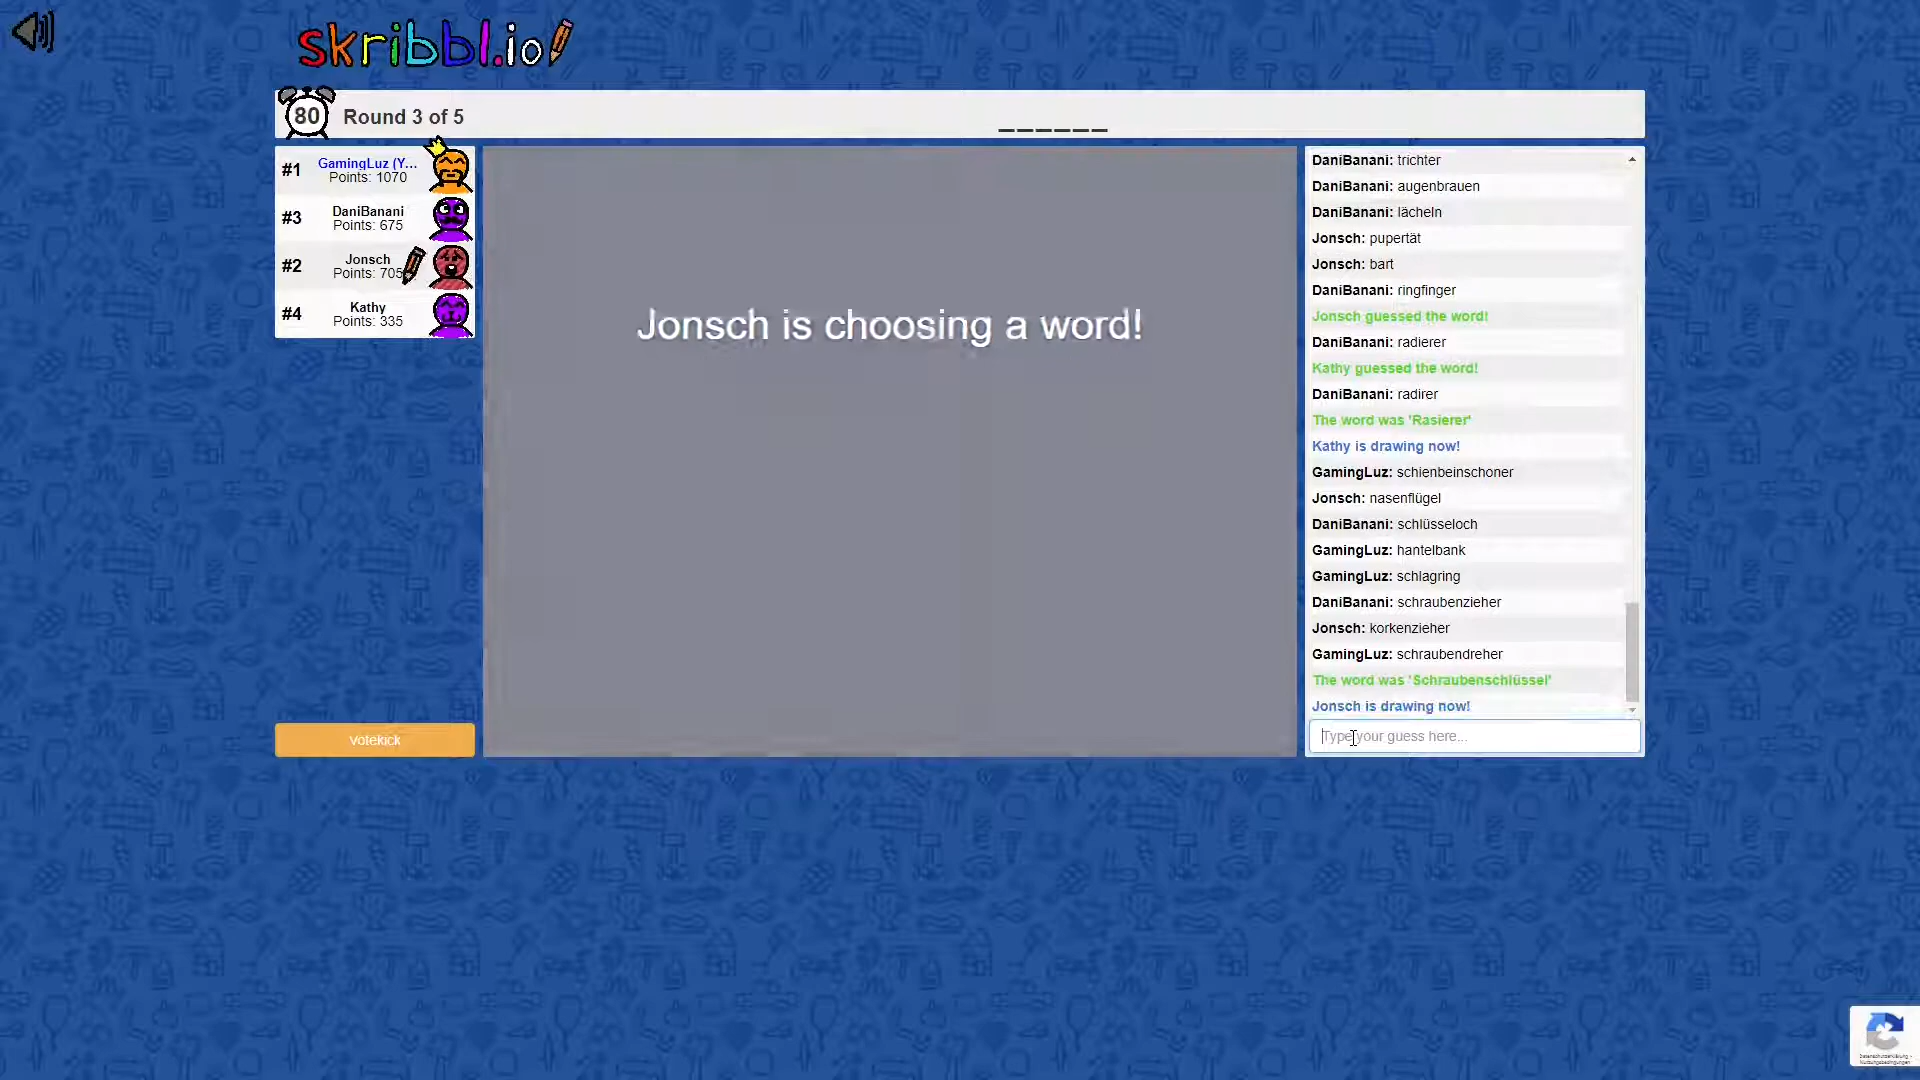 skribbl.io
80
Round 3 of 5
______
#1
GamingLuz (Y...
Points: 1070
#3
DaniBanani
Points: 675
#2
Jonsch
Points: 705
#4
Kathy
Points: 335
Votekick
Jonsch is choosing a word!
DaniBanani: trichter
DaniBanani: augenbrauen
DaniBanani: lächeln
Jonsch: pupertät
Jonsch: bart
DaniBanani: ringfinger
Jonsch guessed the word!
DaniBanani: radierer
Kathy guessed the word!
DaniBanani: radirer
The word was 'Rasierer'
Kathy is drawing now!
GamingLuz: schienbeinschoner
Jonsch: nasenflügel
DaniBanani: schlüsseloch
GamingLuz: hantelbank
GamingLuz: schlagring
DaniBanani: schraubenzieher
Jonsch: korkenzieher
GamingLuz: schraubendreher
The word was 'Schraubenschlüssel'
Jonsch is drawing now!
Type your guess here...